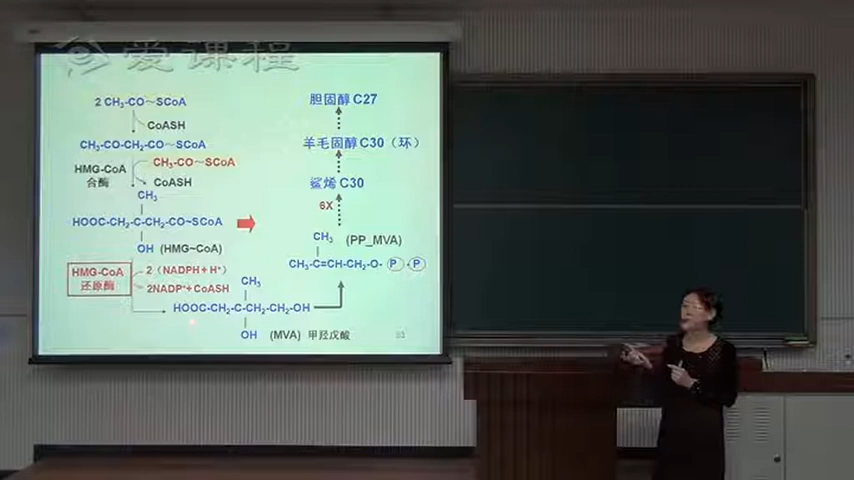 爱课程
2 CH₃-CO～SCoA
CoASH
CH₃-CO-CH₂-CO～SCoA
HMG-CoA
合酶
CH₃-CO～SCoA
CoASH
CH₃
HOOC-CH₂-C-CH₂-CO~SCoA
OH (HMG~CoA)
HMG-CoA
还原酶
2（NADPH＋H⁺）
2NADP⁺+CoASH
CH₃
HOOC-CH₂-C-CH₂-CH₂-OH
OH (MVA) 甲羟戊酸
胆固醇 C27
羊毛固醇 C30（环）
鲨烯 C30
6X
CH₃ (PP_MVA)
CH₃-C=CH-CH₂-O- P - P